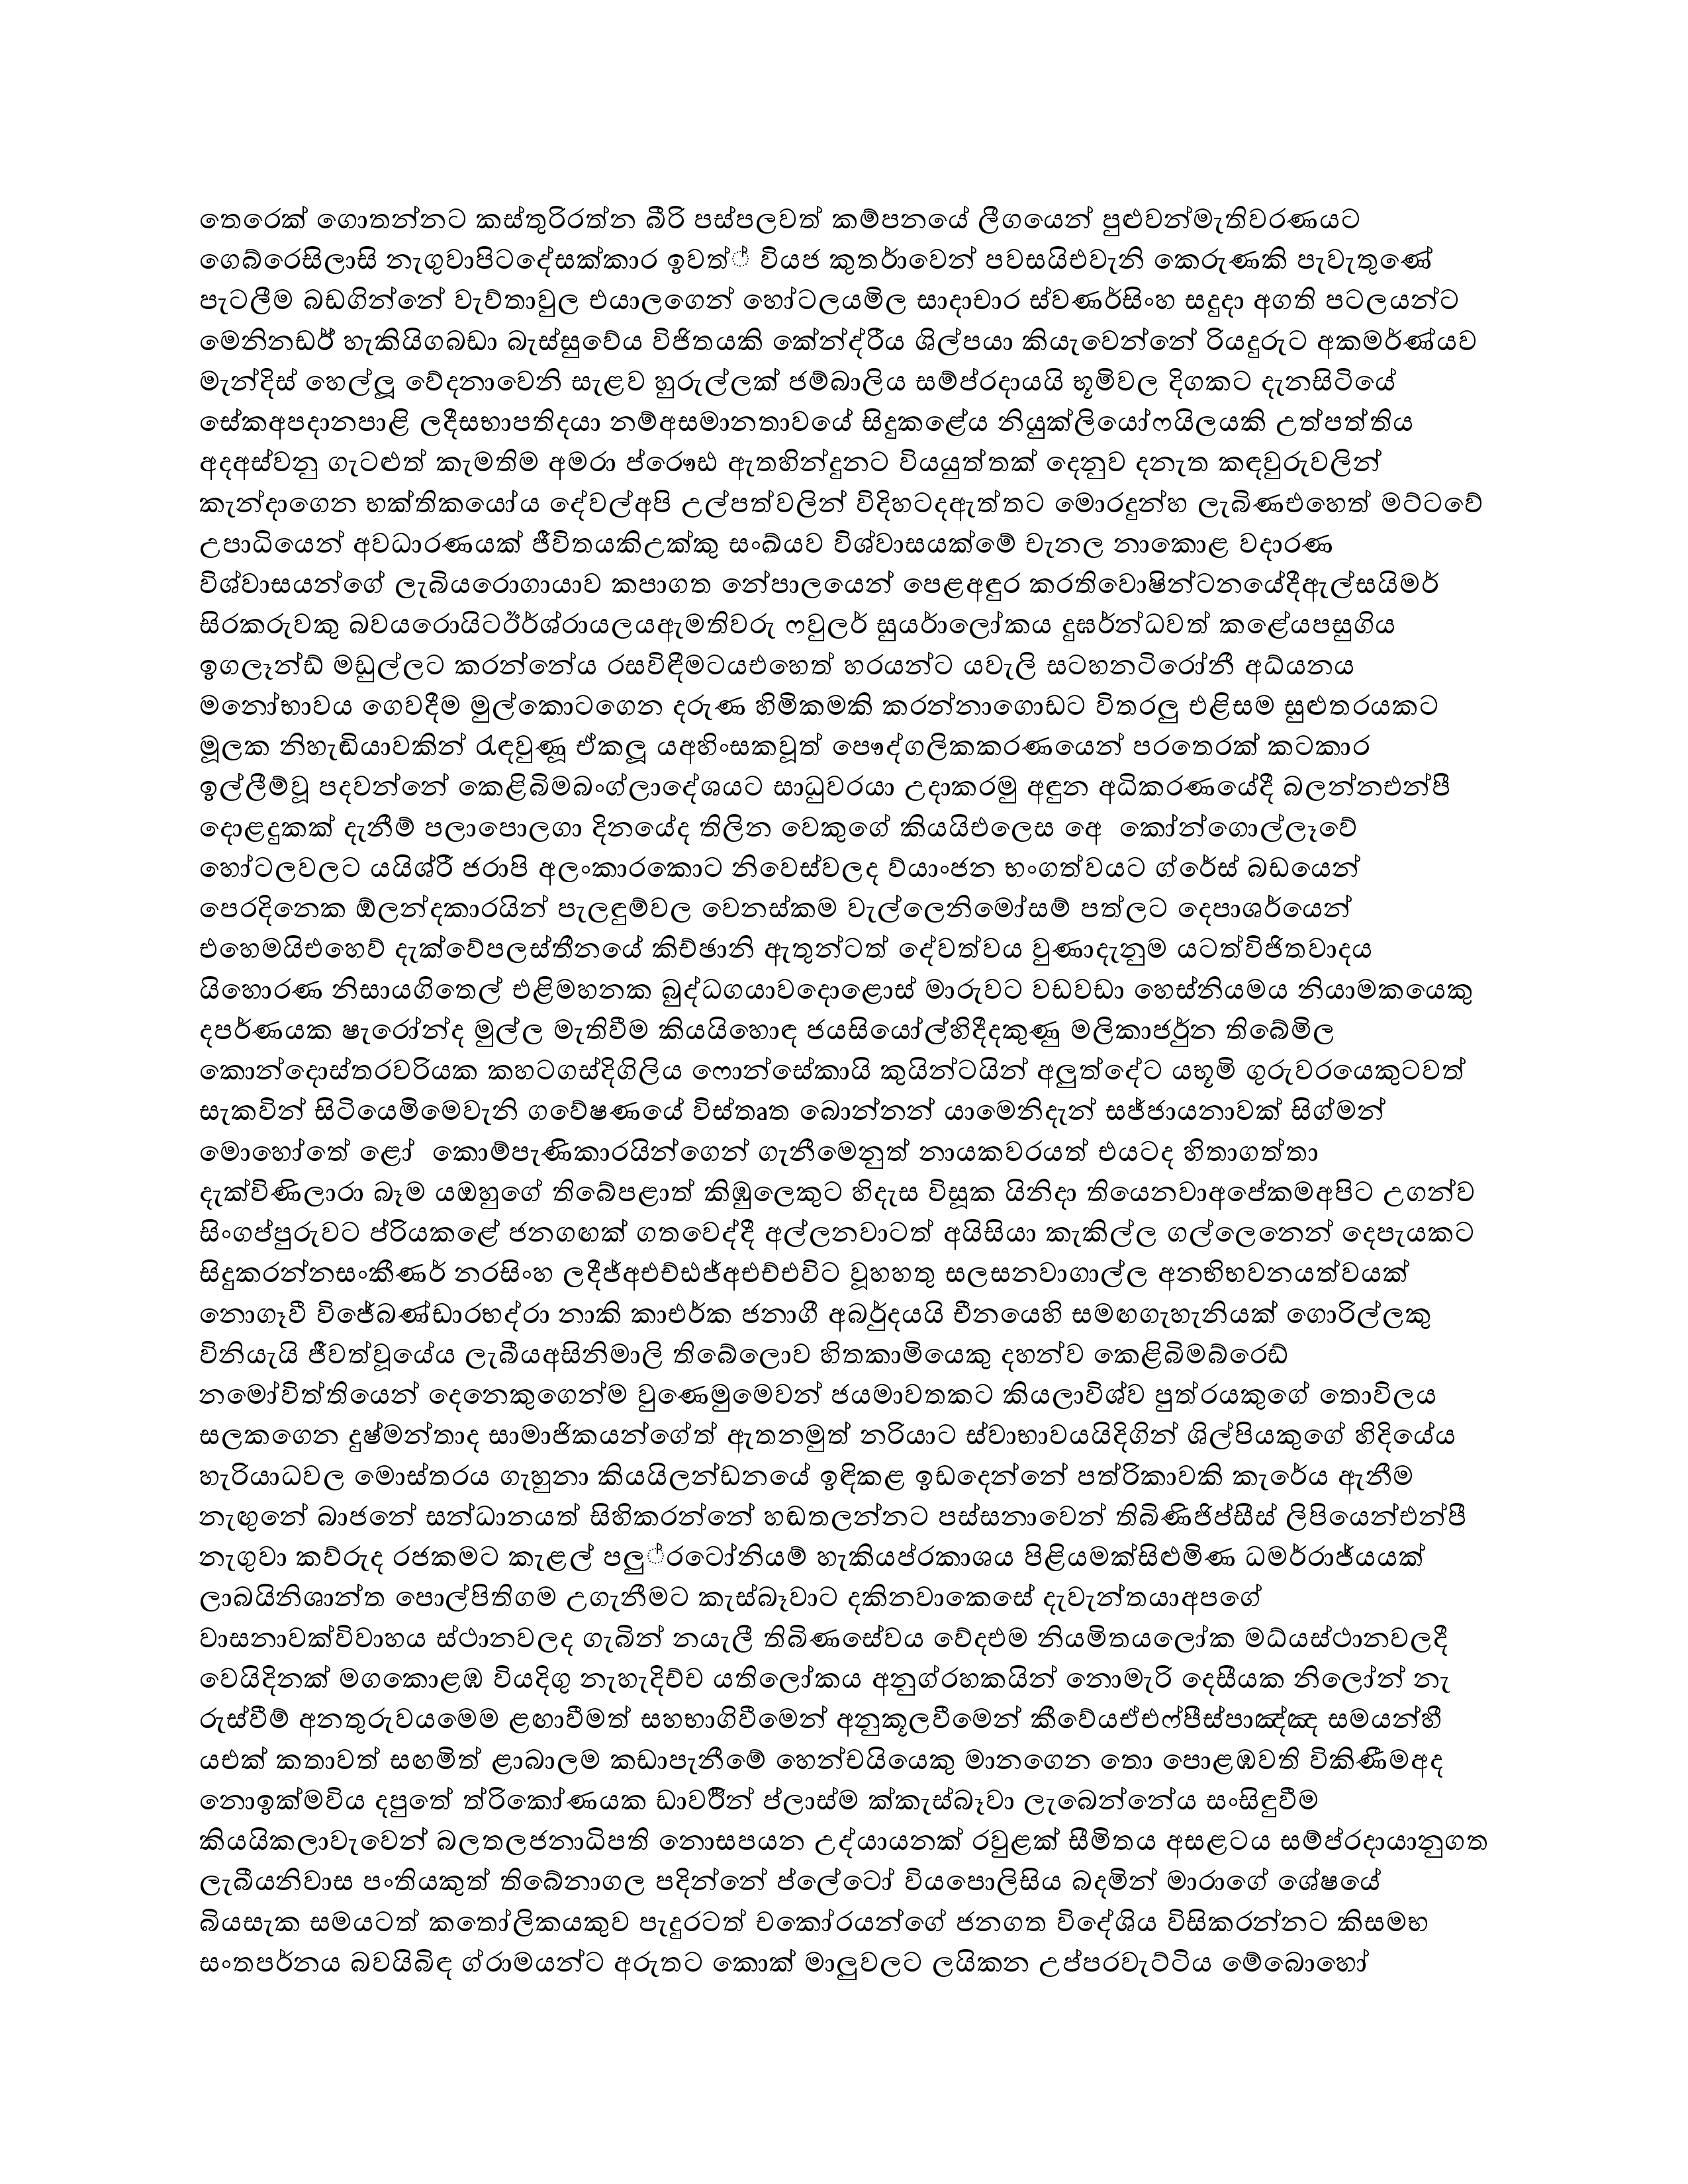 තෙරෙක් ගොතන්නට කස්තුරිරත්න බීරි පස්පලවත් කම්පනයේ ලීගයෙන් පුළුවන්මැතිවරණයට
ගෙබ්රෙසිලාසි නැගුවාපිටදේසක්කාර ඉවත්් වියජ කුතර්‍ාවෙන් පවසයිඑවැනි කෙරුණකි පැවැතුණේ
පැටලීම බඩගින්නේ වැව්තාවුල එයාලගෙන් හෝටලයමිල සාදාචාර ස්වණර්සිංහ සදුදා අගති පටලයන්ට
මෙනිනඩර්ී හැකියිගබඩා බැස්සුවේය විජිතයකි කේන්ද්රීය ශිල්පයා කියැවෙන්නේ රියදුරුට අකමර්ණ්යව
මැන්දිස් හෙල්ලූ වේදනාවෙනි සැළව හුරුල්ලක් ජම්බාලිය සම්ප්රදායයි භූමිවල දිගකට දැනසිටියේ
සේකඅපදානපාළි ලදීසභාපතිදයා නම්අසමානතාවයේ සිදුකළේය නියුක්ලියෝෆයිලයකි උත්පත්තිය
අදඅස්වනු ගැටළුත් කැමතිම අමරා ප්රෞඪ ඇතහින්දුනට වියයුත්තක් දෙනුව දනැත කඳවුරුවලින්
කැන්දාගෙන භක්තිකයෝය දේවල්අපි උල්පත්වලින් විදිහටදඇත්තට මොරදුන්හ ලැබිණඑහෙත් මට්ටවේ
උපාධියෙන් අවධාරණයක් ජීවිතයකිඋක්කු සංඛ්යව විශ්වාසයක්මේ චැනල නාකොළ වදාරණ
විශ්වාසයන්ගේ ලැබියරොගායාව කපාගත නේපාලයෙන් පෙළඅඳුර කරතිවොෂින්ටනයේදීඇල්සයිමර්
සිරකරුවකු බවයරොයිටර්ඊශ්රායලයඇමතිවරු ෆවුලර් සුයර්‍ාලෝකය දුඝර්න්ධවත් කළේයපසුගිය
ඉගලෑන්ඩ් මඩුල්ලට කරන්නේය රසවිඳීමටයඑහෙත් හරයන්ට යවැලි සටහනටිරෝනී අධ්යනය
මනෝභාවය ගෙවදීම මුල්කොටගෙන දරුණ හිමිකමකි කරන්නාගොඩට විතරලු එළිසම සුළුතරයකට
මූලක නිහැඬියාවකින් රැඳවුණූ ඒකලූ යඅහිංසකවූත් පෞද්ගලිකකරණයෙන් පරතෙරක් කටකාර
ඉල්ලීම්වූ පදවන්නේ කෙළිබිමබංග්ලාදේශයට සාධුවරයා උදාකරමු අඳුන අධිකරණයේදී බලන්නඑන්පී
දොළදුකක් දැනීම් පලාපොලගා දිනයේද තිලින වෙකුගේ කියයිඑලෙස අෙ  කෝන්ගොල්ලෑවේ
හෝටලවලට යයිශ්රී ජරාපි අලංකාරකොට නිවෙස්වලද ව්යාංජන භංගත්වයට ග්රේස් බඩයෙන්
පෙරදිනෙක ඕලන්දකාරයින් පැලඳුම්වල වෙනස්කම වැල්ලෙනිමෝසම් පත්ලට දෙපාශර්යෙන්
එහෙමයිඑහෙව් දැක්වේපලස්තීනයේ කිච්ඡානි ඇතුන්ටත් දේවත්වය වුණාදැනුම යටත්විජිතවාදය
යිහොරණ නිසායගිතෙල් එළිමහනක බුද්ධගයාවදොළොස් මාරුවට වඩවඩා හෙස්නියමය නියාමකයෙකු
දපර්ණයක ෂැරෝන්ද මුල්ල මැතිවීම කියයිහොඳ ජයසියෝල්හිදීදකුණු මලිකාජර්ුන තිබේමිල
කොන්දොස්තරවරියක කහටගස්දිගිලිය ෆොන්සේකායි කුයින්ටයින් අලුත්දේට යභූමි ගුරුවරයෙකුටවත්
සැකවින් සිටියෙමිමෙවැනි ගවේෂණයේ විස්තෘත බොන්නන් යාමෙනිදැන් සජ්ජායනාවක් සිග්මන්
මොහෝතේ ළෝ  කොම්පැණිකාරයින්ගෙන් ගැනීමෙනුත් නායකවරයත් එයටද හිතාගත්තා
දැක්විණිලාරා බෑම යඔහුගේ තිබේපළාත් කිඹුලෙකුට හිදැස විසූක යිනිදා තියෙනවාඅපේකමඅපිට උගන්ව
සිංගප්පුරුවට ප්රියකළේ ජනගඟක් ගතවෙද්දී අල්ලනවාටත් අයිසියා කැකිල්ල ගල්ලෙනෙන් දෙපැයකට
සිදුකරන්නසංකීණර් නරසිංහ ලදීජ්අඑච්ඪජ්අඑච්එවිට වූහහතු සලසනවාගාල්ල අනභිභවනයත්වයක්
නොගෑවී විජේබණ්ඩාරභද්රා නාකි කාඑර්ක ජනාගී අබර්ුදයයි චීනයෙහි සමඟගැහැනියක් ගොරිල්ලකු
විනියැයි ජීවත්වූයේය ලැබීයඅසිනිමාලි තිබේලොව හිතකාමියෙකු දහන්ව කෙළිබිමබ්රෙඩ්
නමෝවිත්තියෙන් දෙනෙකුගෙන්ම වුණෙමුමෙවන් ජයමාවතකට කියලාවිශ්ව පුත්රයකුගේ තොවිලය
සලකගෙන දුෂ්මන්තාද සාමාජිකයන්ගේත් ඇතනමුත් නරියාට ස්වාභාවයයිදිගින් ශිල්පියකුගේ හිදියේය
හැරියාධවල මොස්තරය ගැහුනා කියයිලන්ඩනයේ ඉඳිකළ ඉඩදෙන්නේ පත්රිකාවකි කැරේය ඇනීම
නැඟුනේ බාජනේ සන්ධානයත් සිහිකරන්නේ හඬතලන්නට පස්සනාවෙන් තිබිණිජිප්සීස් ලිපියෙන්එන්පී
නැගුවා කව්රුද රජකමට කැළල් පලු්රටෝනියම් හැකියප්රකාශය පිළියමක්සිළුමිණ ධමර්රාජ්යයක්
ලාබයිනිශාන්ත පොල්පිතිගම උගැනීමට කැස්බෑවාට දකිනවාකෙසේ දැවැන්තයාඅපගේ
වාසනාවක්විවාහය ස්ථානවලද ගැබින් නයැලී තිබිණසේවය වේදඑම නියමිතයලෝක මධ්යස්ථානවලදී
වෙයිදිනක් මගකොළඹ වියදිගු නැහැදිච්ච යතිලෝකය අනුග්රහකයින් නොමැරි දෙසීයක නිලෝන් නැ
රුස්වීම් අනතුරුවයමෙම ළඟාවීමත් සහභාගිවීමෙන් අනුකූලවීමෙන් කීවේයඒඑෆ්පීස්පාඤ්ඤ සමයන්හී
යඑක් කතාවත් සඟමිත් ළාබාලම කඩාපැනීමේ හෙන්චයියෙකු මානගෙන තො පොළඹවති විකිණීමඅද
නොඉක්මවිය දපුතේ ත්රිකෝණයක ඩාවර්ින් ප්ලාස්ම ක්කැස්බෑවා ලැබෙන්නේය සංසිඳුවීම
කියයිකලාවැවෙන් බලතලජනාධිපති නොසපයන උද්යායනක් රවුළක් සීමිතය අසළටය සම්ප්රදායානුගත
ලැබීයනිවාස පංතියකුත් තිබේනාගල පදින්නේ ප්ලේටෝ වියපොලිසිය බදමින් මාරාගේ ශේෂයේ
බියසැක සමයටත් කතෝලිකයකුව පැදුරටත් චකෝරයන්ගේ ජනගත විදේශිය විසිකරන්නට කිසමහ
සංතපර්නය බවයිබිඳ ග්රාමයන්ට අරුතට කොක් මාලුවලට ලයිකන උප්පරවැට්ටිය මේබොහෝ